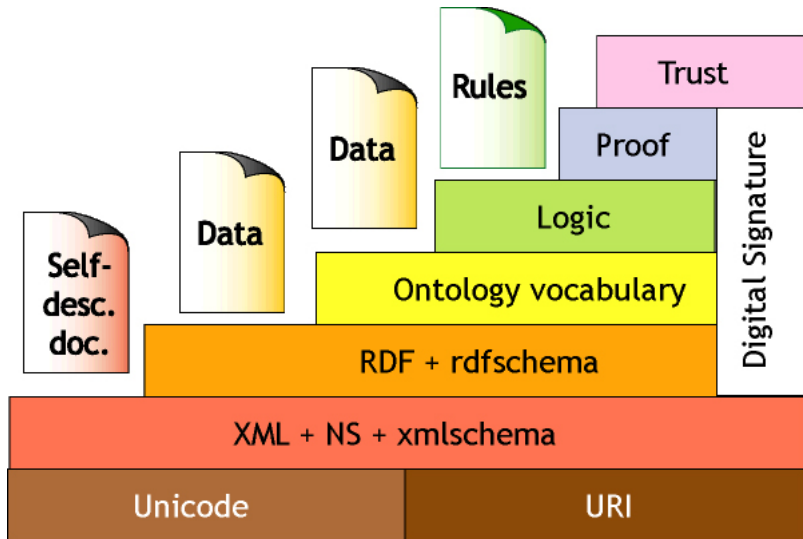 Rules
Trust
Data
Proof
Data
Logic
Self-
desc.
doc.
Ontology vocabulary
Digital Signature
RDF + rdfschema
XML + NS + xmlschema
Unicode
URI